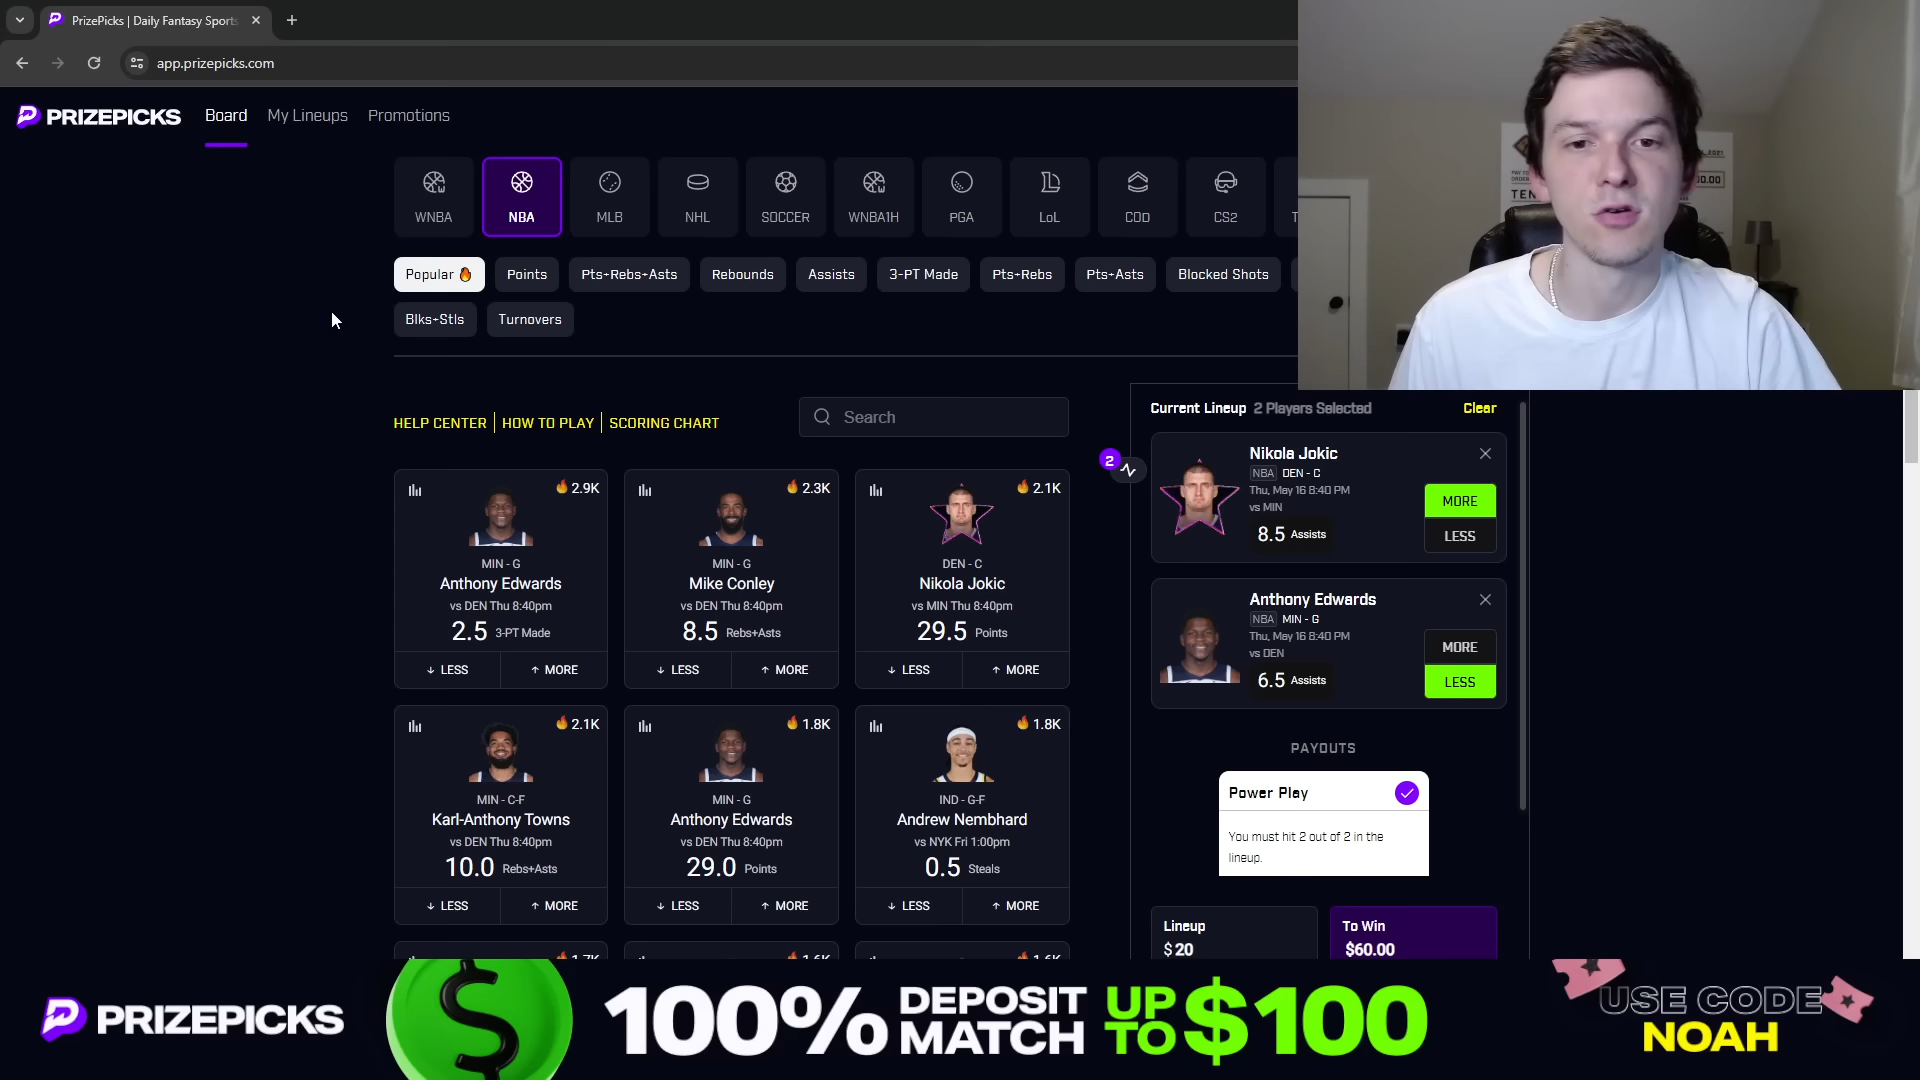 PrizePicks | Daily Fantasy Sports
app.prizepicks.com
PRIZEPICKS
Board
My Lineups
Promotions
WNBA
NBA
MLB
NHL
SOCCER
WNBA1H
PGA
LoL
COD
CS2
Popular
Points
Pts+Rebs+Asts
Rebounds
Assists
3-PT Made
Pts+Rebs
Pts+Asts
Blocked Shots
Blks+Stls
Turnovers
HELP CENTER
HOW TO PLAY
SCORING CHART
Search
2.9K
MIN - G
Anthony Edwards
vs DEN Thu 8:40pm
2.5 3-PT Made
LESS
MORE
2.3K
MIN - G
Mike Conley
vs DEN Thu 8:40pm
8.5 Rebs+Asts
LESS
MORE
2.1K
DEN - C
Nikola Jokic
vs MIN Thu 8:40pm
29.5 Points
LESS
MORE
2.1K
MIN - C-F
Karl-Anthony Towns
vs DEN Thu 8:40pm
10.0 Rebs+Asts
LESS
MORE
1.8K
MIN - G
Anthony Edwards
vs DEN Thu 8:40pm
29.0 Points
LESS
MORE
1.8K
IND - G-F
Andrew Nembhard
vs NYK Fri 1:00pm
0.5 Steals
LESS
MORE
1.7K
1.6K
1.6K
2
Current Lineup 2 Players Selected
Clear
Nikola Jokic
NBA DEN - C
Thu, May 16 8:40 PM
vs MIN
8.5 Assists
MORE
LESS
Anthony Edwards
NBA MIN - G
Thu, May 16 8:40 PM
vs DEN
6.5 Assists
MORE
LESS
PAYOUTS
Power Play
You must hit 2 out of 2 in the
lineup.
Lineup
$ 20
To Win
$60.00
PRIZEPICKS
100% DEPOSIT MATCH UP TO $100
USE CODE
NOAH